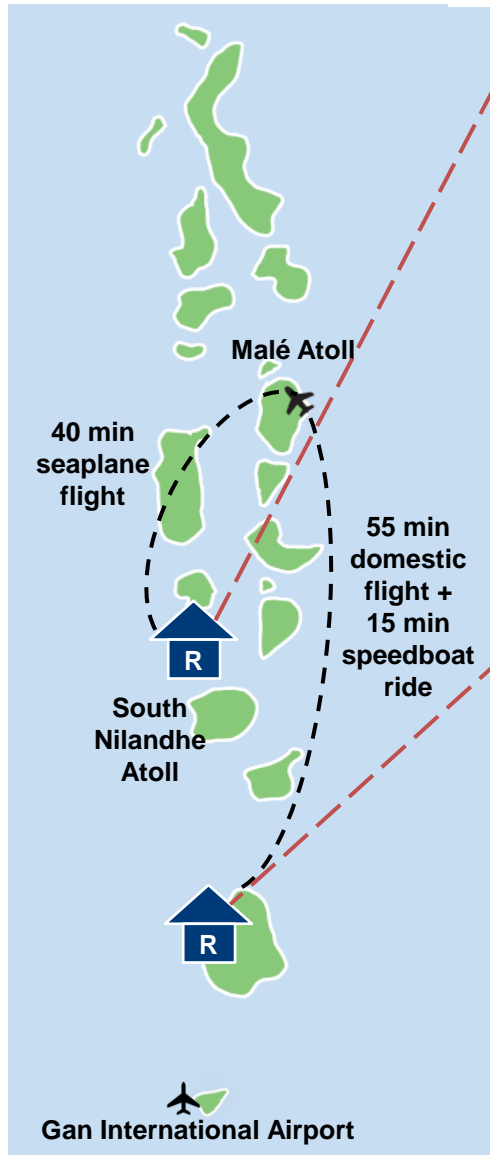 Malé Atoll
40 min
seaplane
flight
55 min
domestic
flight +
15 min
speedboat
ride
R
South
Nilandhe
Atoll
R
Gan International Airport